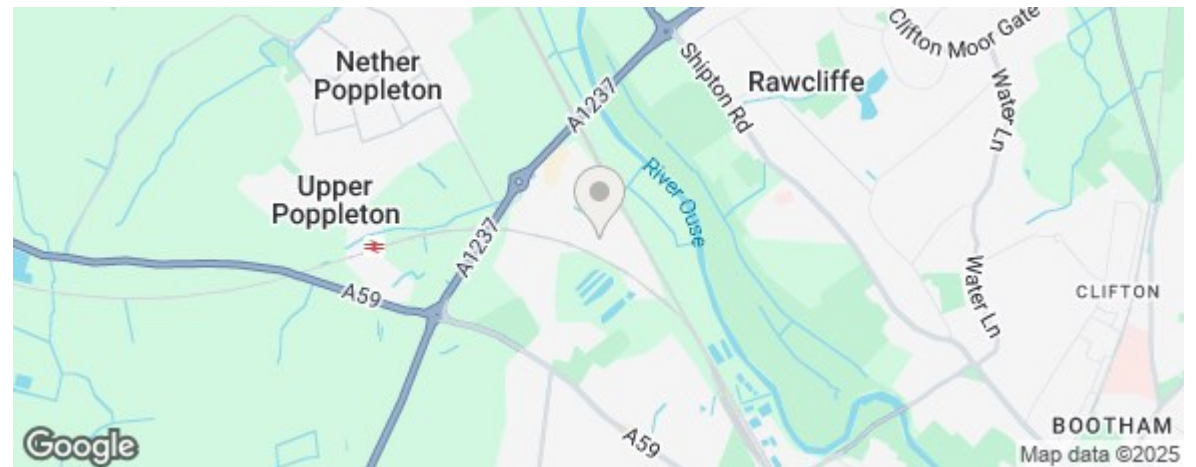 Nether
Poppleton
Upper
Poppleton
A1237
A1237
A59
A59
Shipton Rd
Rawcliffe
Clifton Moor Gate
Water Ln
Water Ln
River Ouse
CLIFTON
BOOTHAM
Google
Map data ©2025